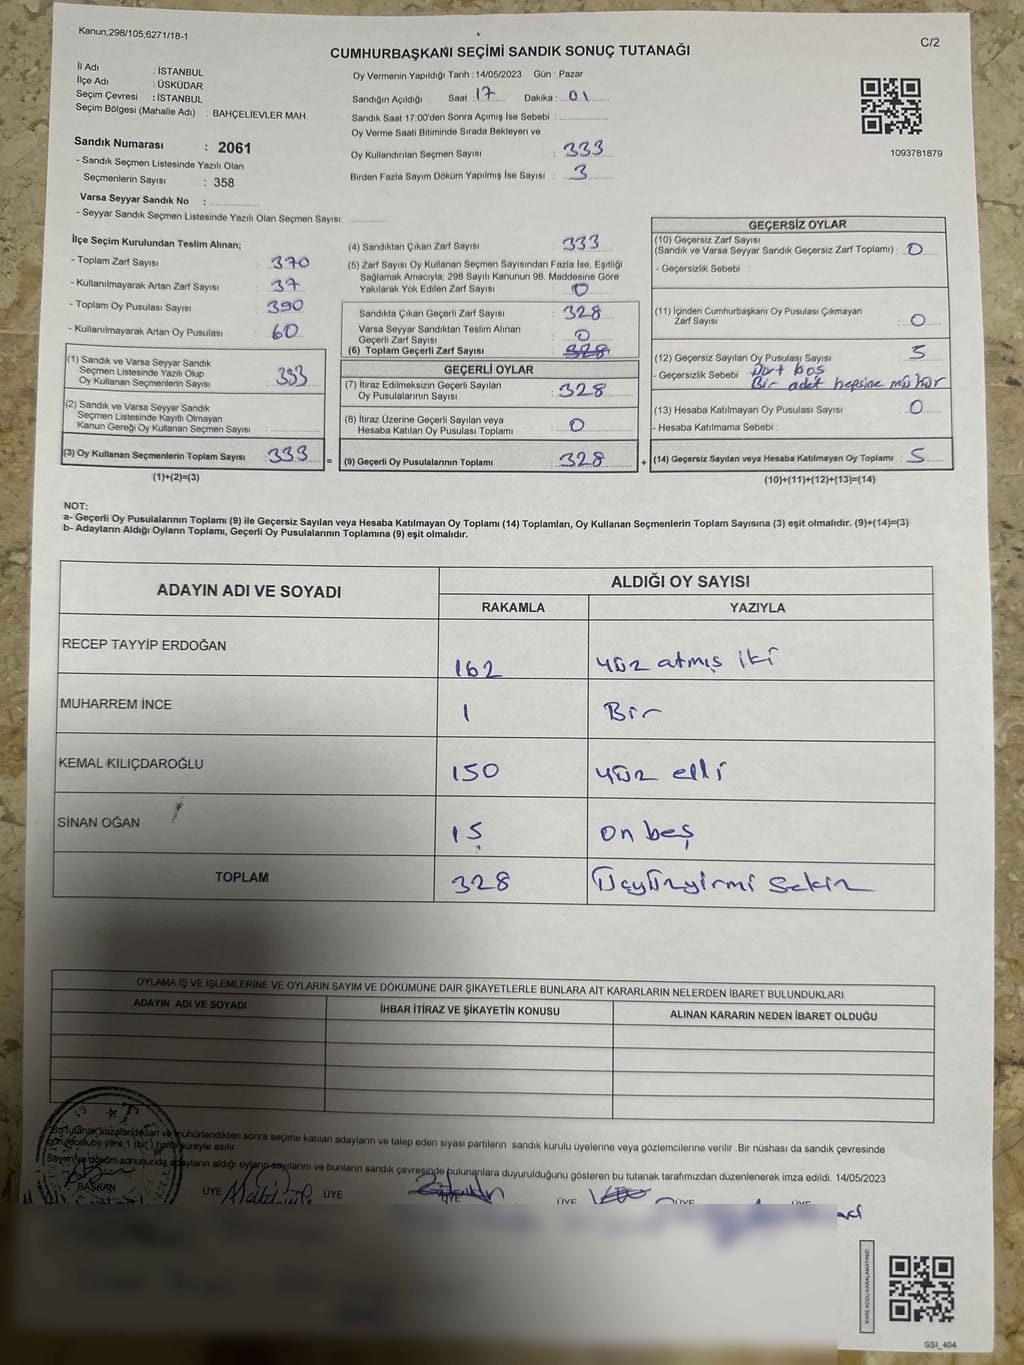 Kanun;298/105;6271/18-1
C/2
CUMHURBAŞKANI SEÇİMİ SANDIK SONUÇ TUTANAĞI
İl Adı : İSTANBUL
İlçe Adı : ÜSKÜDAR
Seçim Çevresi : İSTANBUL
Seçim Bölgesi (Mahalle Adı) : BAHÇELİEVLER MAH.
Sandık Numarası : 2061
- Sandık Seçmen Listesinde Yazılı Olan
Seçmenlerin Sayısı : 358
Varsa Seyyar Sandık No :
- Seyyar Sandık Seçmen Listesinde Yazılı Olan Seçmen Sayısı:
Oy Vermenin Yapıldığı Tarih : 14/05/2023 Gün : Pazar
Sandığın Açıldığı Saat : 17 Dakika : 01
Sandık Saat 17:00'den Sonra Açımış İse Sebebi :
Oy Verme Saati Bitiminde Sırada Bekleyen ve
Oy Kullandırılan Seçmen Sayısı : 333
Birden Fazla Sayım Döküm Yapılmış İse Sayısı : 3
1093781879
İlçe Seçim Kurulundan Teslim Alınan;
- Toplam Zarf Sayısı : 370
- Kullanılmayarak Artan Zarf Sayısı : 37
- Toplam Oy Pusulası Sayısı : 390
- Kullanılmayarak Artan Oy Pusulası : 60
(1) Sandık ve Varsa Seyyar Sandık
Seçmen Listesinde Yazılı Olup
Oy Kullanan Seçmenlerin Sayısı : 333
(2) Sandık ve Varsa Seyyar Sandık
Seçmen Listesinde Kayıtlı Olmayan
Kanun Gereği Oy Kullanan Seçmen Sayısı :
(3) Oy Kullanan Seçmenlerin Toplam Sayısı : 333 =
(1)+(2)=(3)
(4) Sandıktan Çıkan Zarf Sayısı : 333
(5) Zarf Sayısı Oy Kullanan Seçmen Sayısından Fazla İse, Eşitliği
Sağlamak Amacıyla; 298 Sayılı Kanunun 98. Maddesine Göre
Yakılarak Yok Edilen Zarf Sayısı : 0
Sandıkta Çıkan Geçerli Zarf Sayısı : 328
Varsa Seyyar Sandıktan Teslim Alınan
Geçerli Zarf Sayısı : 0
(6) Toplam Geçerli Zarf Sayısı : 328
GEÇERLİ OYLAR
(7) İtiraz Edilmeksizin Geçerli Sayılan
Oy Pusulalarının Sayısı : 328
(8) İtiraz Üzerine Geçerli Sayılan veya
Hesaba Katılan Oy Pusulası Toplamı : 0
(9) Geçerli Oy Pusulalarının Toplamı : 328 +
GEÇERSİZ OYLAR
(10) Geçersiz Zarf Sayısı
(Sandık ve Varsa Seyyar Sandık Geçersiz Zarf Toplamı) : 0
- Geçersizlik Sebebi :
(11) İçinden Cumhurbaşkanı Oy Pusulası Çıkmayan
Zarf Sayısı : 0
(12) Geçersiz Sayılan Oy Pusulası Sayısı : 5
- Geçersizlik Sebebi : Dört boş
Bir adet hepsine mühür
(13) Hesaba Katılmayan Oy Pusulası Sayısı : 0
- Hesaba Katılmama Sebebi :
(14) Geçersiz Sayılan veya Hesaba Katılmayan Oy Toplamı : 5
(10)+(11)+(12)+(13)=(14)
NOT:
a- Geçerli Oy Pusulalarının Toplamı (9) ile Geçersiz Sayılan veya Hesaba Katılmayan Oy Toplamı (14) Toplamları, Oy Kullanan Seçmenlerin Toplam Sayısına (3) eşit olmalıdır. (9)+(14)=(3)
b- Adayların Aldığı Oyların Toplamı, Geçerli Oy Pusulalarının Toplamına (9) eşit olmalıdır.
ADAYIN ADI VE SOYADI
ALDIĞI OY SAYISI
RAKAMLA YAZIYLA
RECEP TAYYİP ERDOĞAN 162 yüz atmış iki
MUHARREM İNCE 1 Bir
KEMAL KILIÇDAROĞLU 150 yüz elli
SİNAN OĞAN 15 on beş
TOPLAM 328 Üçyüzyirmi sekiz
OYLAMA İŞ VE İŞLEMLERİNE VE OYLARIN SAYIM VE DÖKÜMÜNE DAİR ŞİKAYETLERLE BUNLARA AİT KARARLARIN NELERDEN İBARET BULUNDUKLARI
ADAYIN ADI VE SOYADI İHBAR İTİRAZ VE ŞİKAYETİN KONUSU ALINAN KARARIN NEDEN İBARET OLDUĞU
Bu tutanak imzalandıktan ve mühürlendikten sonra seçime katılan adayların ve talep eden siyasi partilerin sandık kurulu üyelerine veya gözlemcilerine verilir .Bir nüshası da sandık çevresinde
görülecek bir yere 1 (bir ) hafta süreyle asılır
Sayım ve döküm sonucunda adayların aldığı oyların sayılarını ve bunların sandık çevresinde bulunanlara duyurulduğunu gösteren bu tutanak tarafımızdan düzenlenerek imza edildi. 14/05/2023
BAŞKAN ÜYE ÜYE ÜYE ÜYE ÜYE ÜYE
KARE KODU KARALAMAYINIZ!
SSI_404